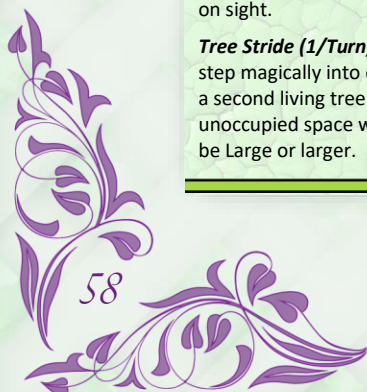 on sight.
Tree Stride (1/Turn)
step magically into
a second living tree
unoccupied space w
be Large or larger.
58